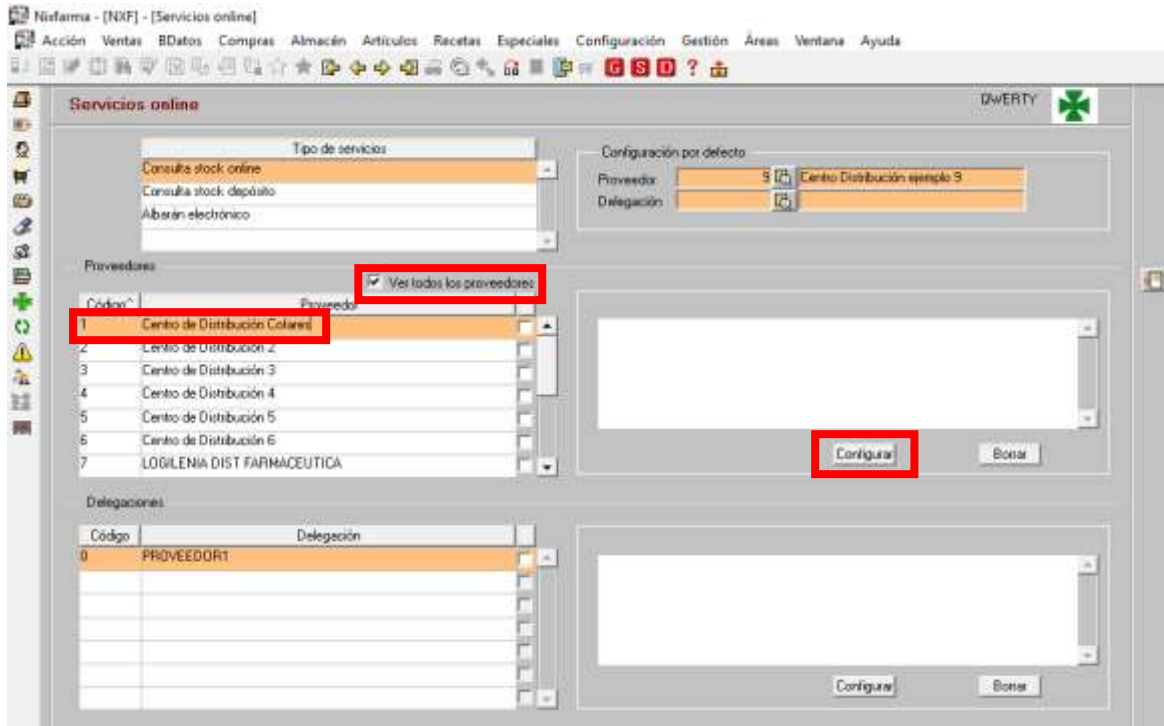 Nixfarma - [NXF] - [Servicios online]
Acción Ventas BDatos Compras Almacén Artículos Recetas Especiales Configuración Gestión Áreas Ventana Ayuda
G S D ?
Servicios online QWERTY
Tipo de servicios
Consulta stock online
Consulta stock depósito
Albarán electrónico
Configuración por defecto
Proveedor 9 Centro Distribución ejemplo 9
Delegación
Proveedores
Ver todos los proveedores
Código^ Proveedor
1 Centro de Distribución Cofares
2 Centro de Distribución 2
3 Centro de Distribución 3
4 Centro de Distribución 4
5 Centro de Distribución 5
6 Centro de Distribución 6
7 LOGILENIA DIST FARMACEUTICA
Configurar Borrar
Delegaciones
Código Delegación
0 PROVEEDOR1
Configurar Borrar